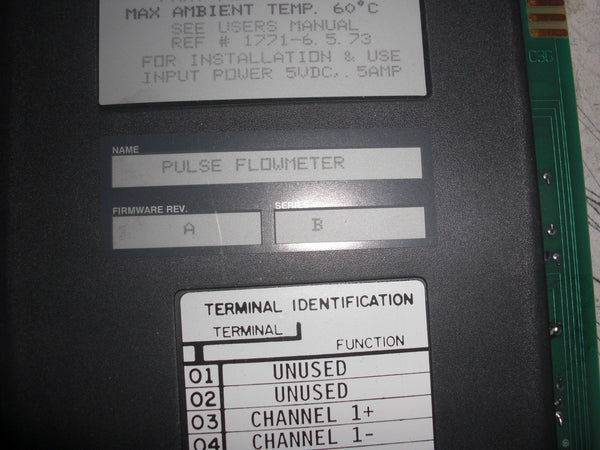 MAX AMBIENT TEMP. 60°C
SEE USERS MANUAL
REF # 1771-6.5.73
FOR INSTALLATION & USE
INPUT POWER 5VDC,.5AMP
NAME
PULSE FLOWMETER
FIRMWARE REV. SERIES
A B
TERMINAL IDENTIFICATION
TERMINAL
FUNCTION
01 UNUSED
02 UNUSED
03 CHANNEL 1+
04 CHANNEL 1-
C36